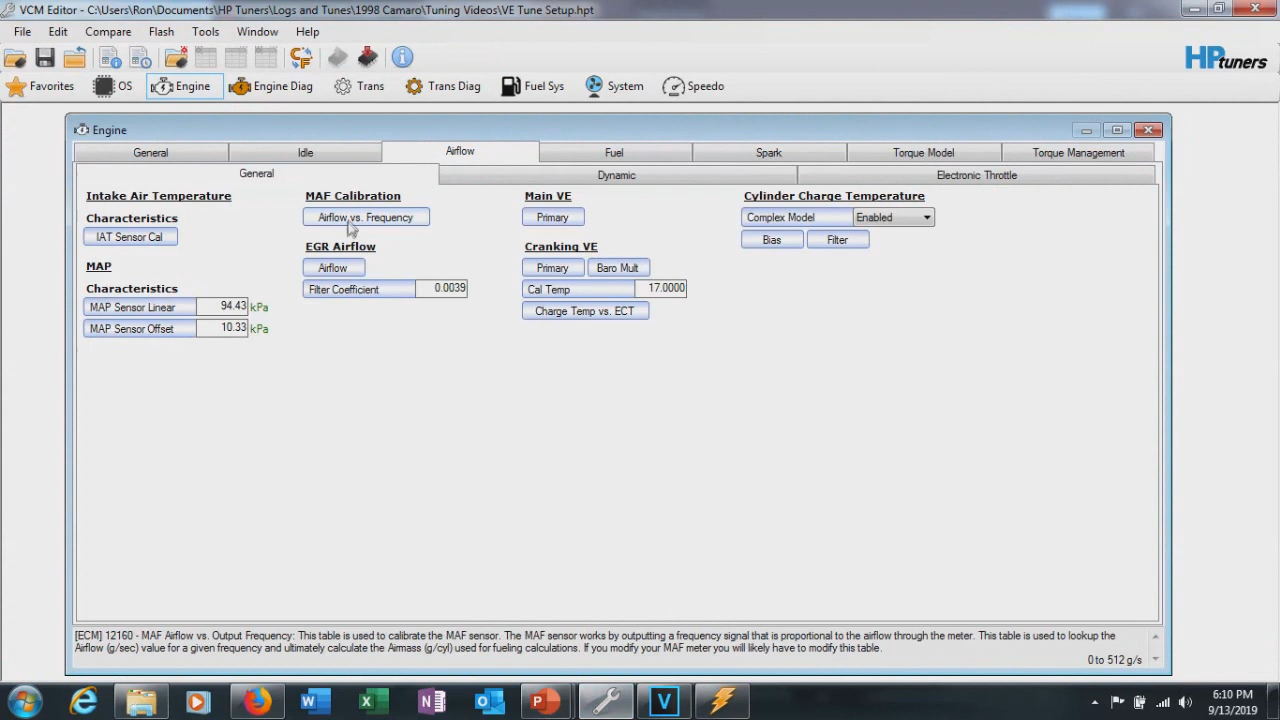 VCM Editor - C:\Users\Ron\Documents\HP Tuners\Logs and Tunes\1998 Camaro\Tuning Videos\VE Tune Setup.hpt
File Edit Compare Flash Tools Window Help
HPtuners
Favorites OS Engine Engine Diag Trans Trans Diag Fuel Sys System Speedo
Engine
General Idle Airflow Fuel Spark Torque Model Torque Management
General Dynamic Electronic Throttle
Intake Air Temperature
Characteristics
IAT Sensor Cal
MAP
Characteristics
MAP Sensor Linear 94.43 kPa
MAP Sensor Offset 10.33 kPa
MAF Calibration
Airflow vs. Frequency
EGR Airflow
Airflow
Filter Coefficient 0.0039
Main VE
Primary
Cranking VE
Primary Baro Mult
Cal Temp 17.0000
Charge Temp vs. ECT
Cylinder Charge Temperature
Complex Model Enabled
Bias Filter
[ECM] 12160 - MAF Airflow vs. Output Frequency: This table is used to calibrate the MAF sensor. The MAF sensor works by outputting a frequency signal that is proportional to the airflow through the meter. This table is used to lookup the
Airflow (g/sec) value for a given frequency and ultimately calculate the Airmass (g/cyl) used for fueling calculations. If you modify your MAF meter you will likely have to modify this table.
0 to 512 g/s
6:10 PM
9/13/2019